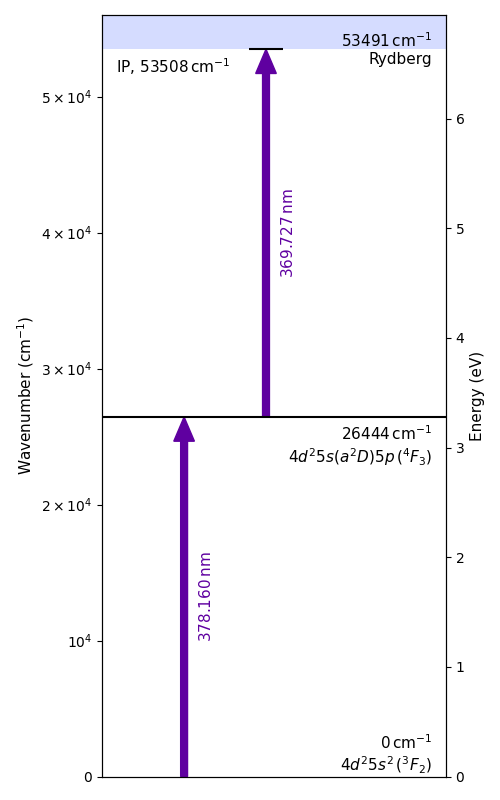 53491 cm⁻¹
Rydberg
IP, 53508 cm⁻¹
5 × 10⁴
4 × 10⁴
3 × 10⁴
2 × 10⁴
10⁴
0
Wavenumber (cm⁻¹)
369.727 nm
26444 cm⁻¹
4d²5s(a²D)5p (⁴F₃)
378.160 nm
0 cm⁻¹
4d²5s² (³F₂)
6
5
4
3
2
1
0
Energy (eV)